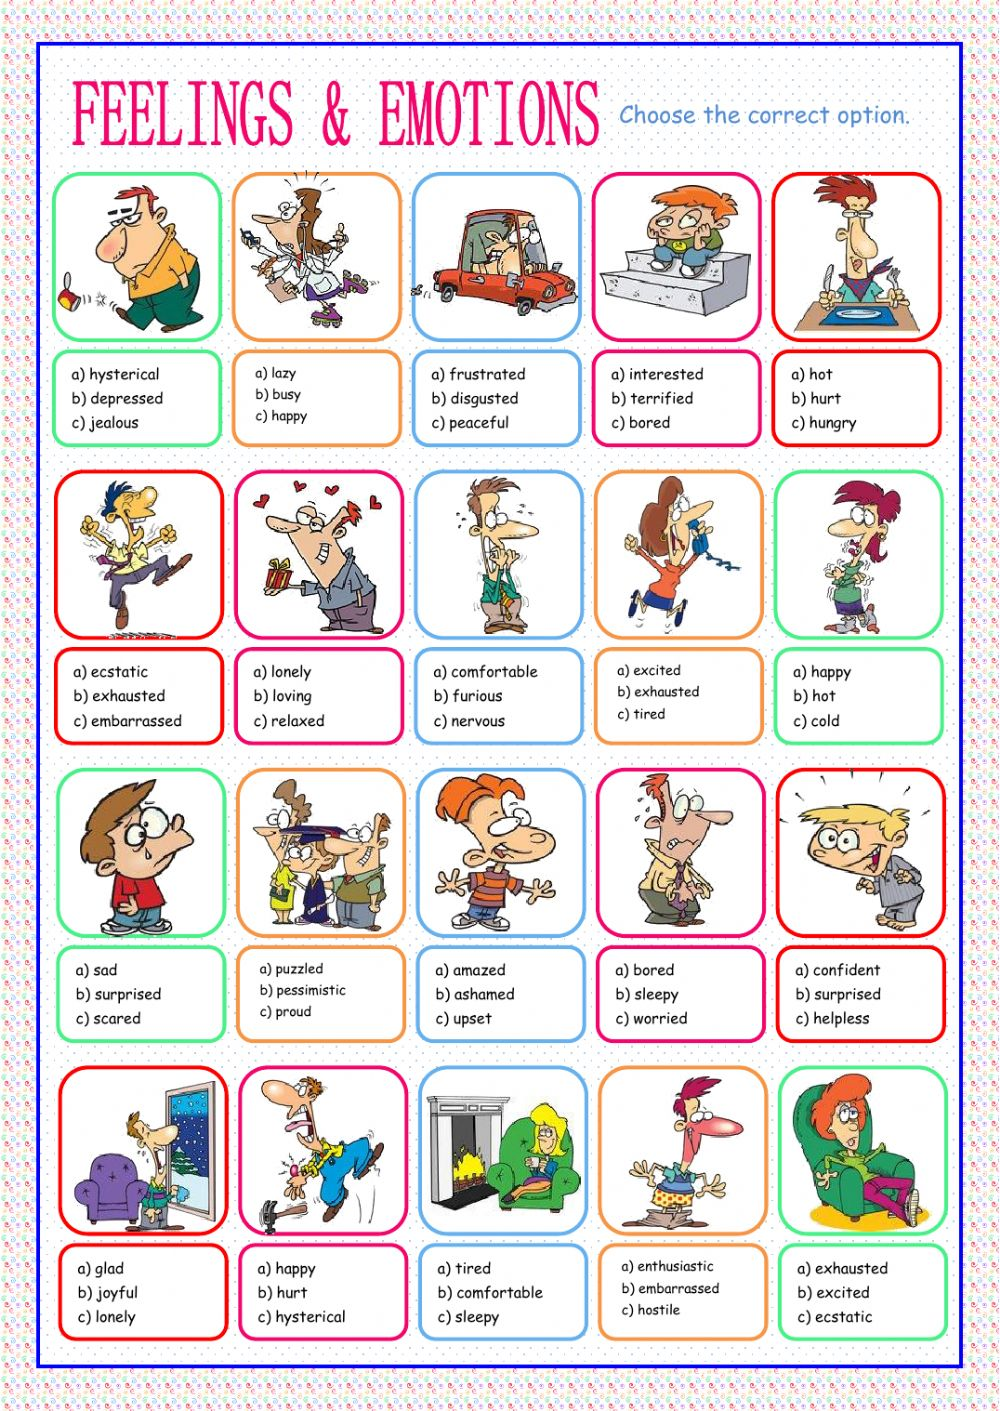 FEELINGS & EMOTIONS Choose the correct option.
a) hysterical
b) depressed
c) jealous
a) lazy
b) busy
c) happy
a) frustrated
b) disgusted
c) peaceful
a) interested
b) terrified
c) bored
a) hot
b) hurt
c) hungry
a) ecstatic
b) exhausted
c) embarrassed
a) lonely
b) loving
c) relaxed
a) comfortable
b) furious
c) nervous
a) excited
b) exhausted
c) tired
a) happy
b) hot
c) cold
a) sad
b) surprised
c) scared
a) puzzled
b) pessimistic
c) proud
a) amazed
b) ashamed
c) upset
a) bored
b) sleepy
c) worried
a) confident
b) surprised
c) helpless
a) glad
b) joyful
c) lonely
a) happy
b) hurt
c) hysterical
a) tired
b) comfortable
c) sleepy
a) enthusiastic
b) embarrassed
c) hostile
a) exhausted
b) excited
c) ecstatic